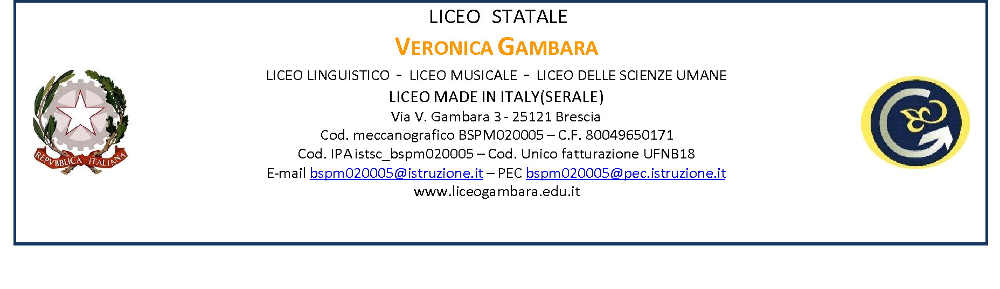 LICEO STATALE
VERONICA GAMBARA
LICEO LINGUISTICO - LICEO MUSICALE - LICEO DELLE SCIENZE UMANE
LICEO MADE IN ITALY(SERALE)
Via V. Gambara 3 - 25121 Brescia
Cod. meccanografico BSPM020005 – C.F. 80049650171
Cod. IPA istsc_bspm020005 – Cod. Unico fatturazione UFNB18
E-mail bspm020005@istruzione.it – PEC bspm020005@pec.istruzione.it
www.liceogambara.edu.it
REPVBBLICA ITALIANA